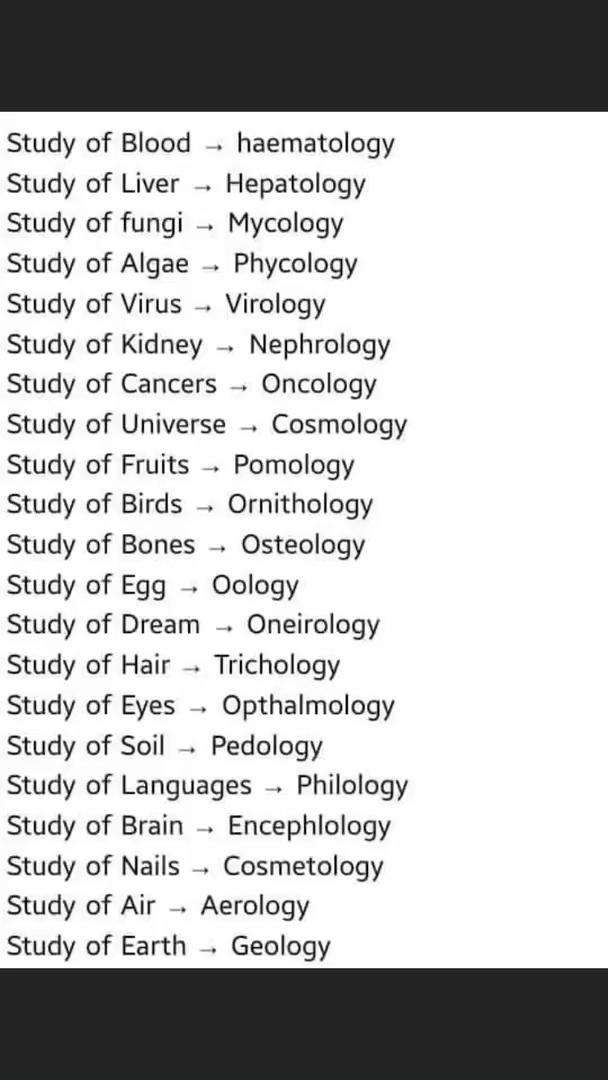 Study of Blood → haematology
Study of Liver → Hepatology
Study of fungi → Mycology
Study of Algae → Phycology
Study of Virus → Virology
Study of Kidney → Nephrology
Study of Cancers → Oncology
Study of Universe → Cosmology
Study of Fruits → Pomology
Study of Birds → Ornithology
Study of Bones → Osteology
Study of Egg → Oology
Study of Dream → Oneirology
Study of Hair → Trichology
Study of Eyes → Opthalmology
Study of Soil → Pedology
Study of Languages → Philology
Study of Brain → Encephlology
Study of Nails → Cosmetology
Study of Air → Aerology
Study of Earth → Geology